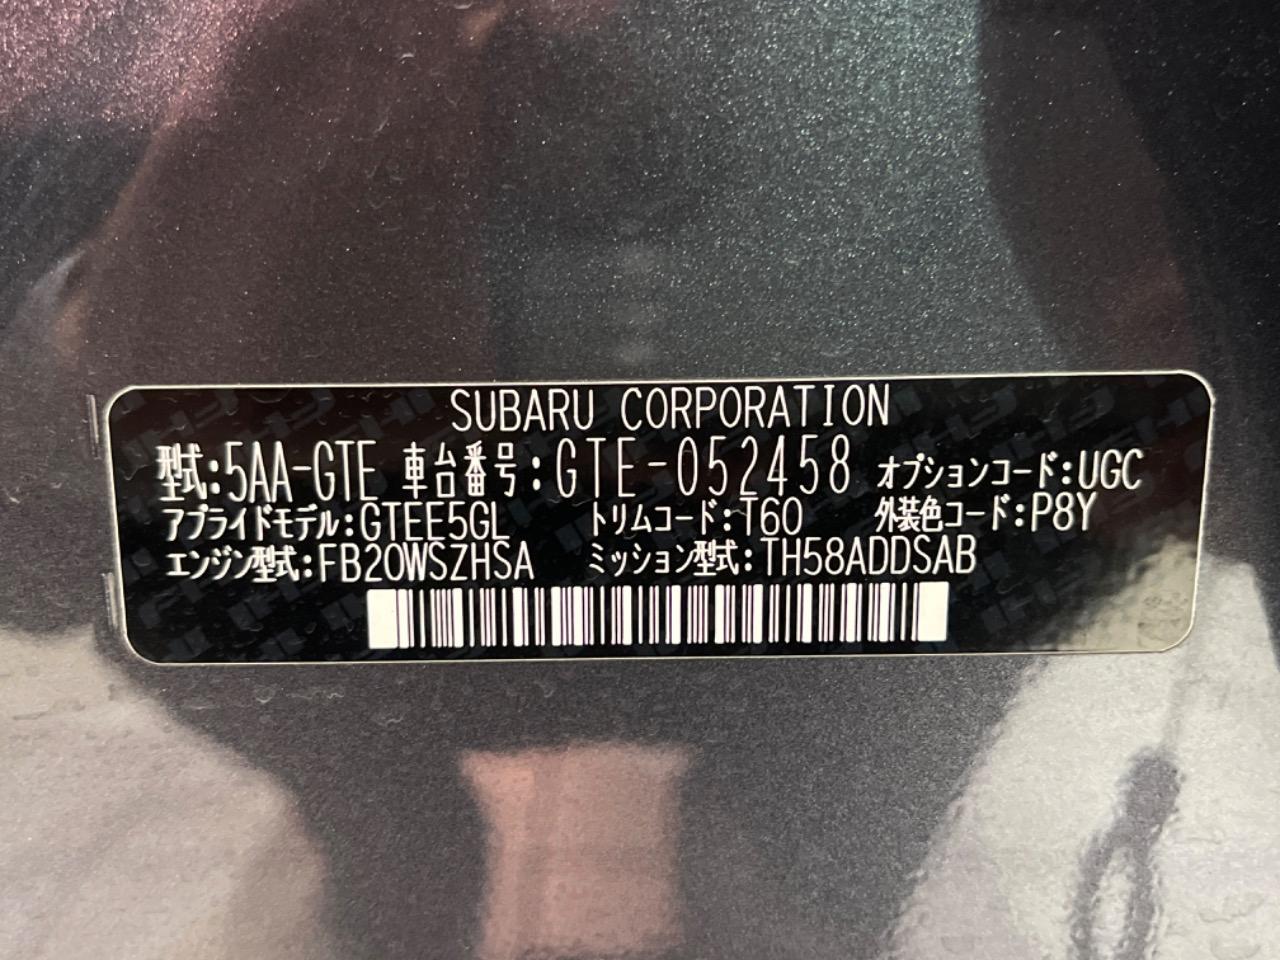 SUBARU CORPORATION
型式:5AA-GTE 車台番号:GTE-052458 オプションコード:UGC
アプライドモデル:GTEE5GL トリムコード:T60 外装色コード:P8Y
エンジン型式:FB20WSZHSA ミッション型式:TH58ADDSAB